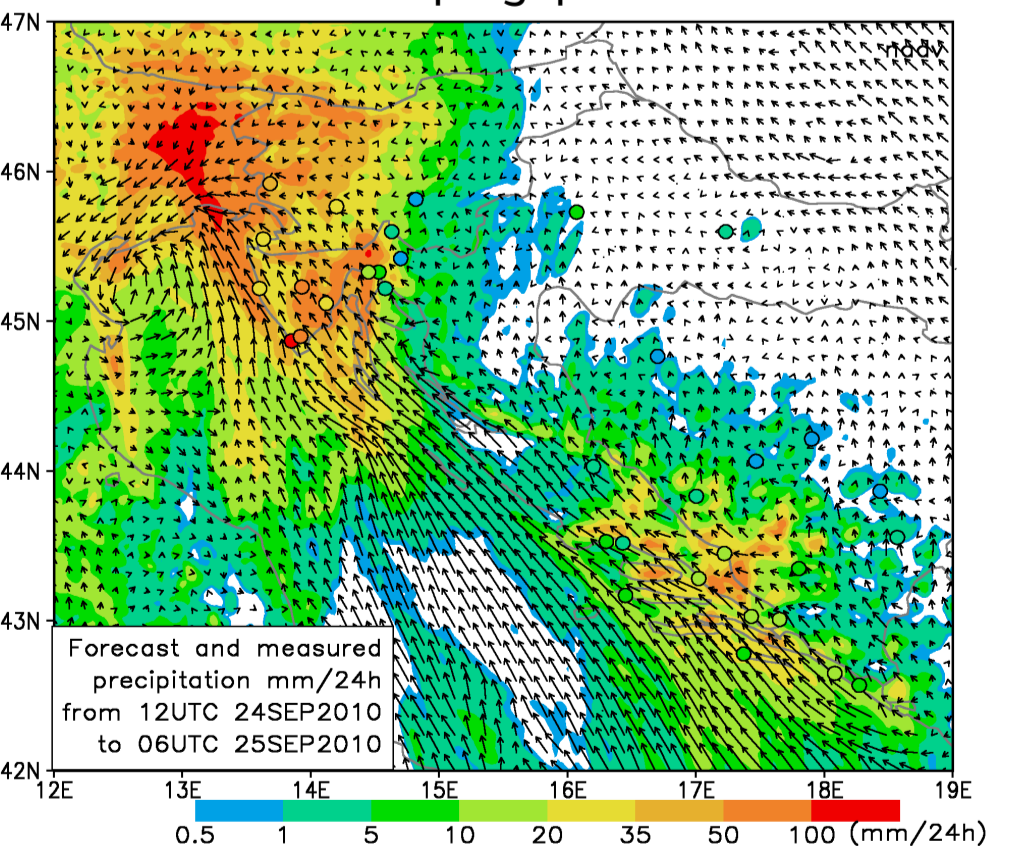 47N
nadv
46N
45N
44N
43N
42N
Forecast and measured
precipitation mm/24h
from 12UTC 24SEP2010
to 06UTC 25SEP2010
12E 13E 14E 15E 16E 17E 18E 19E
0.5 1 5 10 20 35 50 100 (mm/24h)